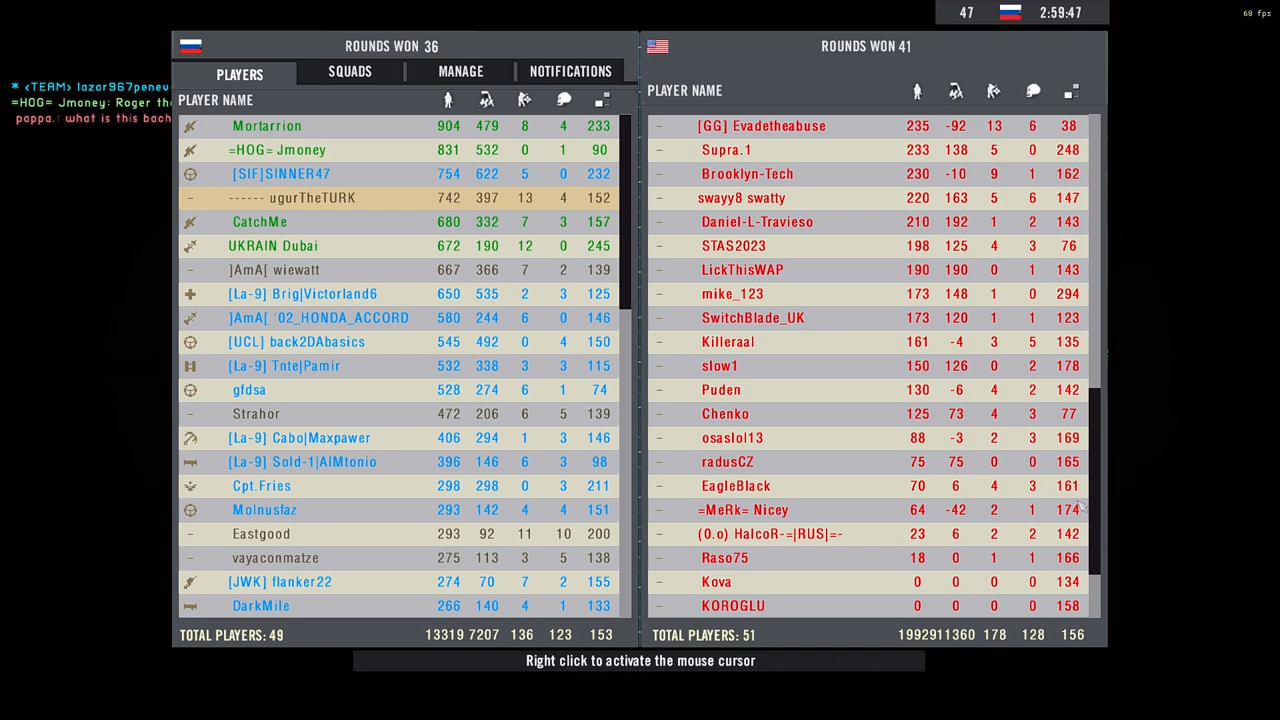 47 2:59:47
60 fps
ROUNDS WON 36
PLAYERS SQUADS MANAGE NOTIFICATIONS
PLAYER NAME
* <TEAM> lazar967peneu
=HOG= Jmoney: Roger the
pappa.: what is this bach
Mortarrion 904 479 8 4 233
=HOG= Jmoney 831 532 0 1 90
[SIF]SINNER47 754 622 5 0 232
------ ugurTheTURK 742 397 13 4 152
CatchMe 680 332 7 3 157
UKRAIN Dubai 672 190 12 0 245
]AmA[ wiewatt 667 366 7 2 139
[La-9] Brig|Victorland6 650 535 2 3 125
]AmA[ '02_HONDA_ACCORD 580 244 6 0 146
[UCL] back2DAbasics 545 492 0 4 150
[La-9] Tnte|Pamir 532 338 3 3 115
gfdsa 528 274 6 1 74
Strahor 472 206 6 5 139
[La-9] Cabo|Maxpawer 406 294 1 3 146
[La-9] Sold-1|AlMtonio 396 146 6 3 98
Cpt.Fries 298 298 0 3 211
Molnusfaz 293 142 4 4 151
Eastgood 293 92 11 10 200
vayaconmatze 275 113 3 5 138
[JWK] flanker22 274 70 7 2 155
DarkMile 266 140 4 1 133
TOTAL PLAYERS: 49 13319 7207 136 123 153
ROUNDS WON 41
PLAYER NAME
– [GG] Evadetheabuse 235 -92 13 6 38
– Supra.1 233 138 5 0 248
– Brooklyn-Tech 230 -10 9 1 162
– swayy8 swatty 220 163 5 6 147
– Daniel-L-Travieso 210 192 1 2 143
– STAS2023 198 125 4 3 76
– LickThisWAP 190 190 0 1 143
– mike_123 173 148 1 0 294
– SwitchBlade_UK 173 120 1 1 123
– Killeraal 161 -4 3 5 135
– slow1 150 126 0 2 178
– Puden 130 -6 4 2 142
– Chenko 125 73 4 3 77
– osaslol13 88 -3 2 3 169
– radusCZ 75 75 0 0 165
– EagleBlack 70 6 4 3 161
– =MeRk= Nicey 64 -42 2 1 174
– (0.o) HalcoR-=|RUS|=- 23 6 2 2 142
– Raso75 18 0 1 1 166
– Kova 0 0 0 0 134
– KOROGLU 0 0 0 0 158
TOTAL PLAYERS: 51 19929 11360 178 128 156
Right click to activate the mouse cursor